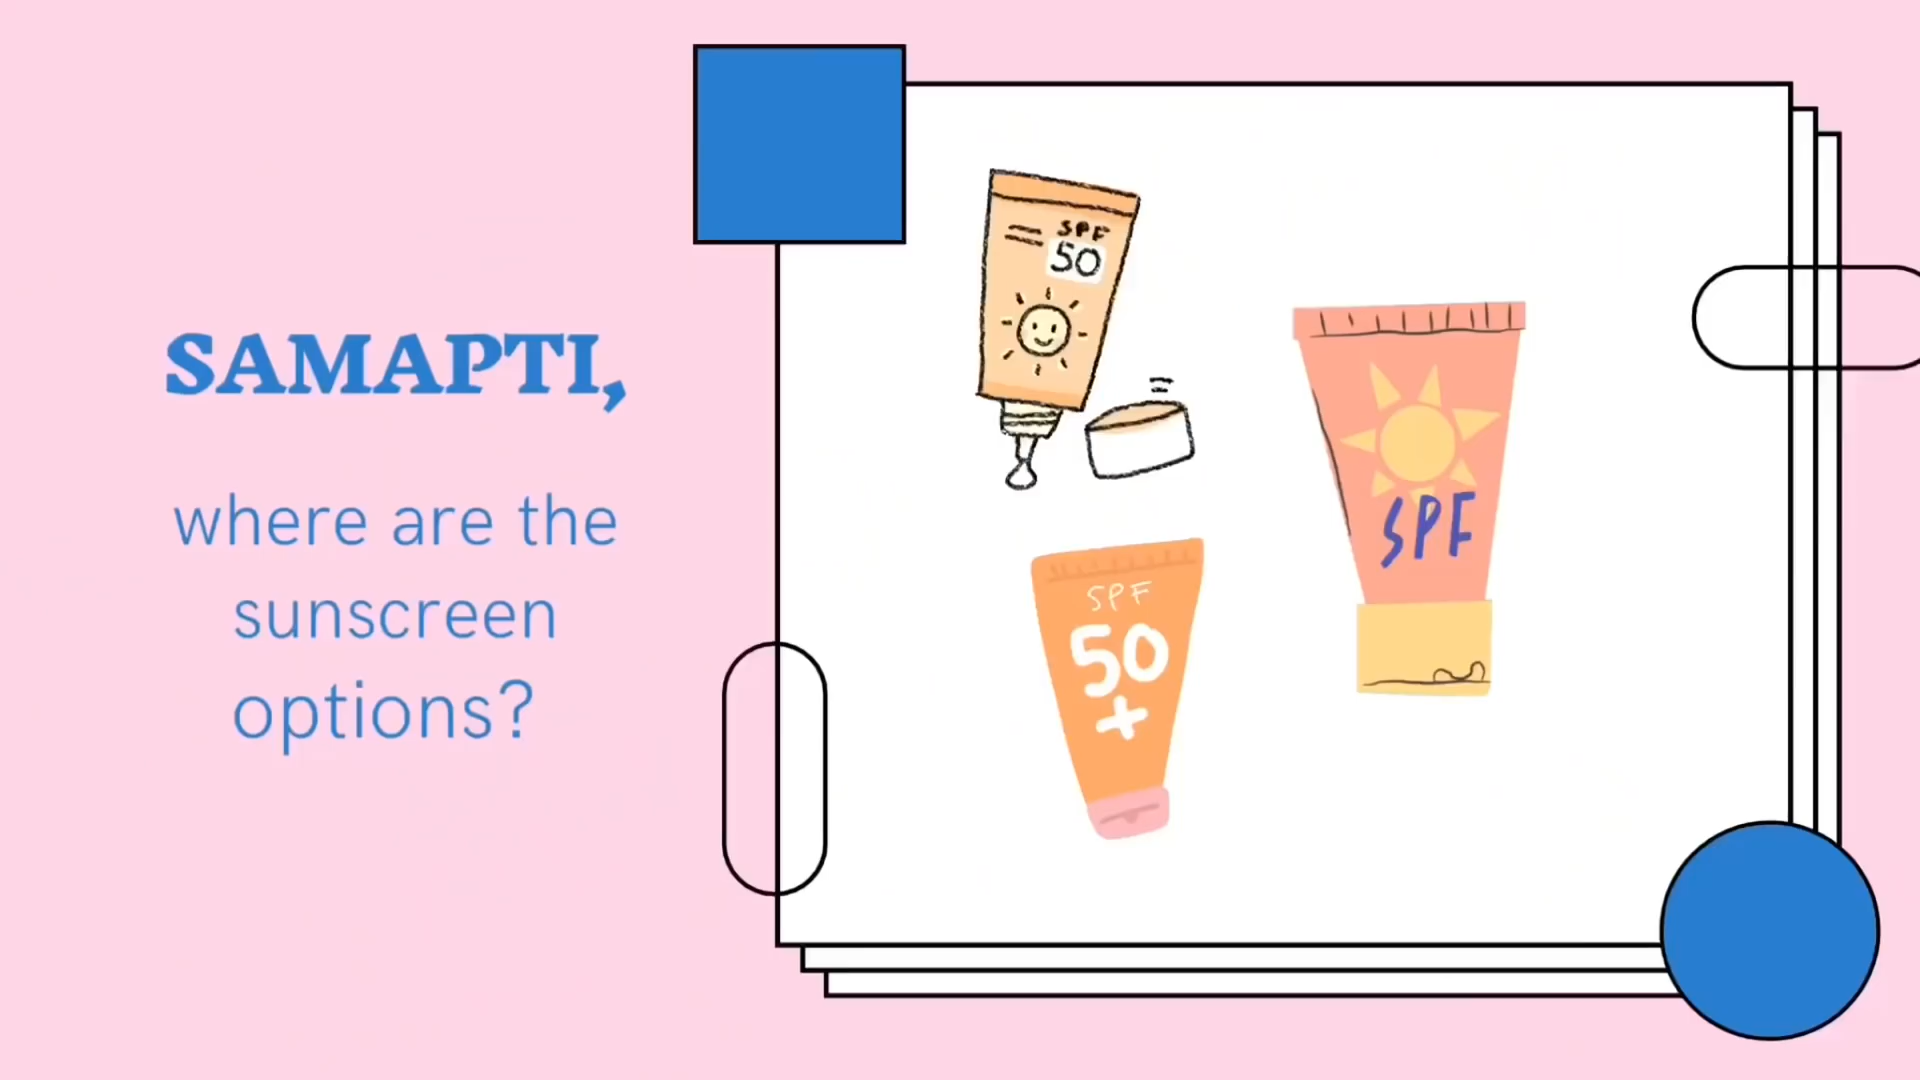 SAMAPTI,
where are the
sunscreen
options?
SPF
50
SPF
SPF
50
+